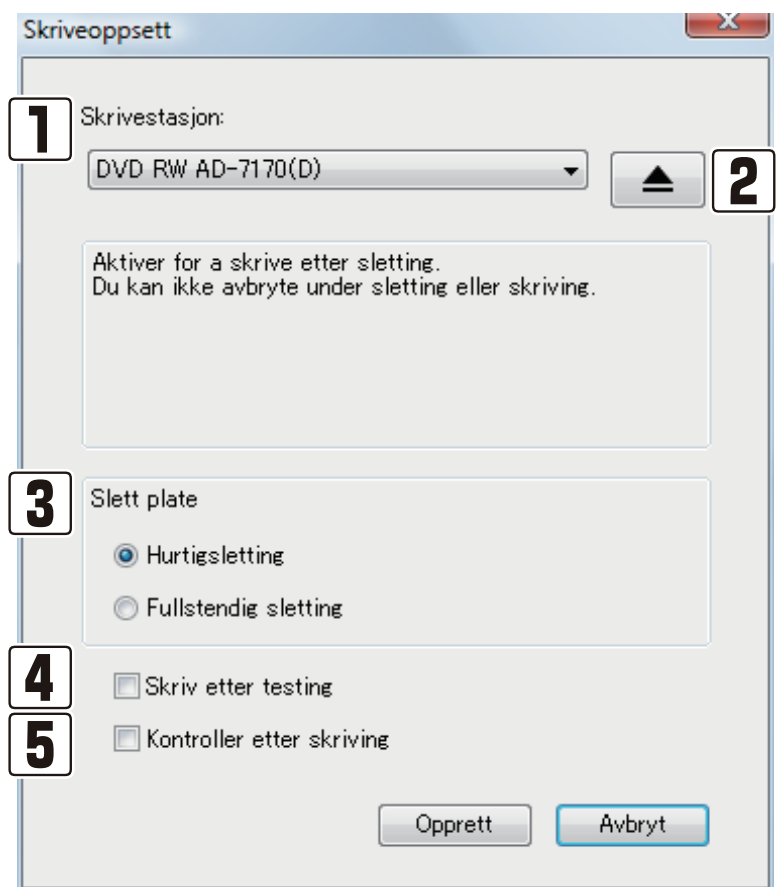 Skriveoppsett
1
Skrivestasjon:
DVD RW AD-7170(D)
2
Aktiver for a skrive etter sletting.
Du kan ikke avbryte under sletting eller skriving.
3
Slett plate
Hurtigsletting
Fullstendig sletting
4
Skriv etter testing
5
Kontroller etter skriving
Opprett Avbryt